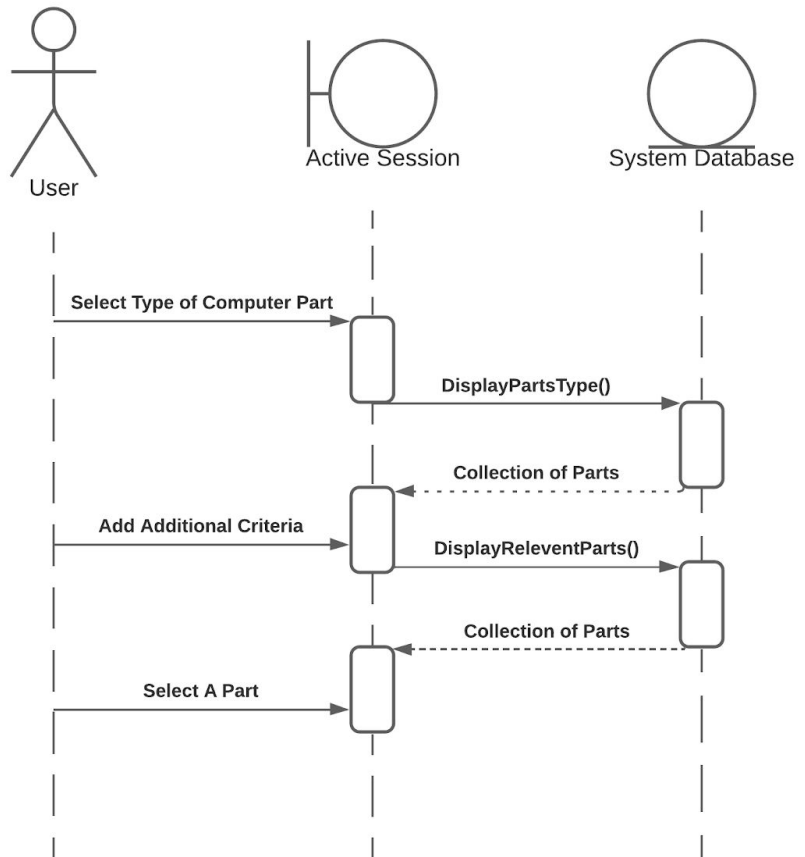 User
Active Session
System Database
Select Type of Computer Part
DisplayPartsType()
Collection of Parts
Add Additional Criteria
DisplayReleventParts()
Collection of Parts
Select A Part